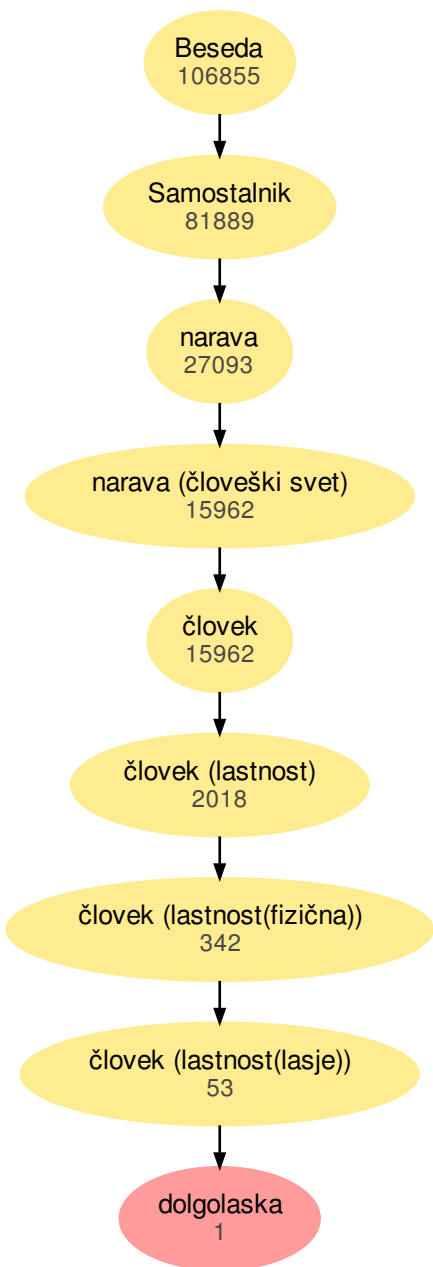 Beseda
106855
Samostalnik
81889
narava
27093
narava (človeški svet)
15962
človek
15962
človek (lastnost)
2018
človek (lastnost(fizična))
342
človek (lastnost(lasje))
53
dolgolaska
1